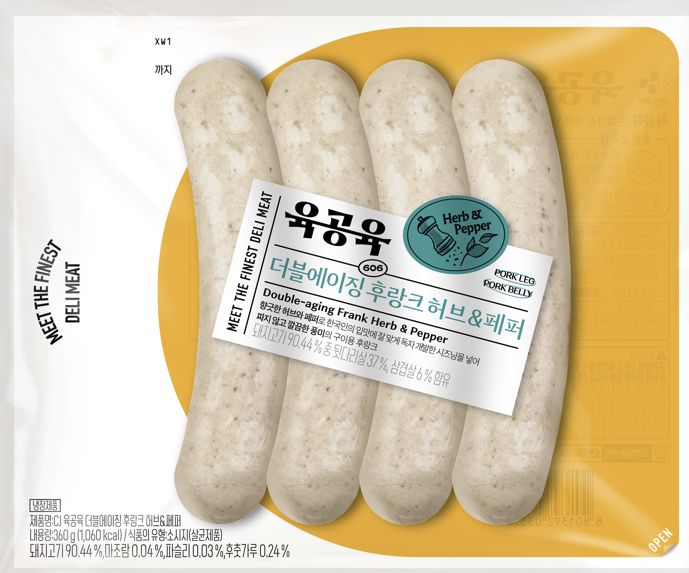 XW1
까지
MEET THE FINEST
DELI MEAT
MEET THE FINEST DELI MEAT
육공육
606
Herb &
Pepper
PORK LEG
PORK BELLY
더블에이징 후랑크 허브&페퍼
Double-aging Frank Herb & Pepper
향긋한 허브와 페퍼로 한국인의 입맛에 잘 맞게 독자 개발한 시즈닝을 넣어
짜지 않고 깔끔한 풍미의 구이용 후랑크
돼지고기 90.44 % 중 뒷다리살 37%, 삼겹살 6 % 함유
냉장제품
제품명:CJ 육공육 더블에이징 후랑크 허브&페퍼
내용량:360 g (1,060 kcal) / 식품의 유형:소시지(살균제품)
돼지고기 90.44 %,마조람 0.04 %,파슬리 0.03 %,후춧가루 0.24 %
OPEN